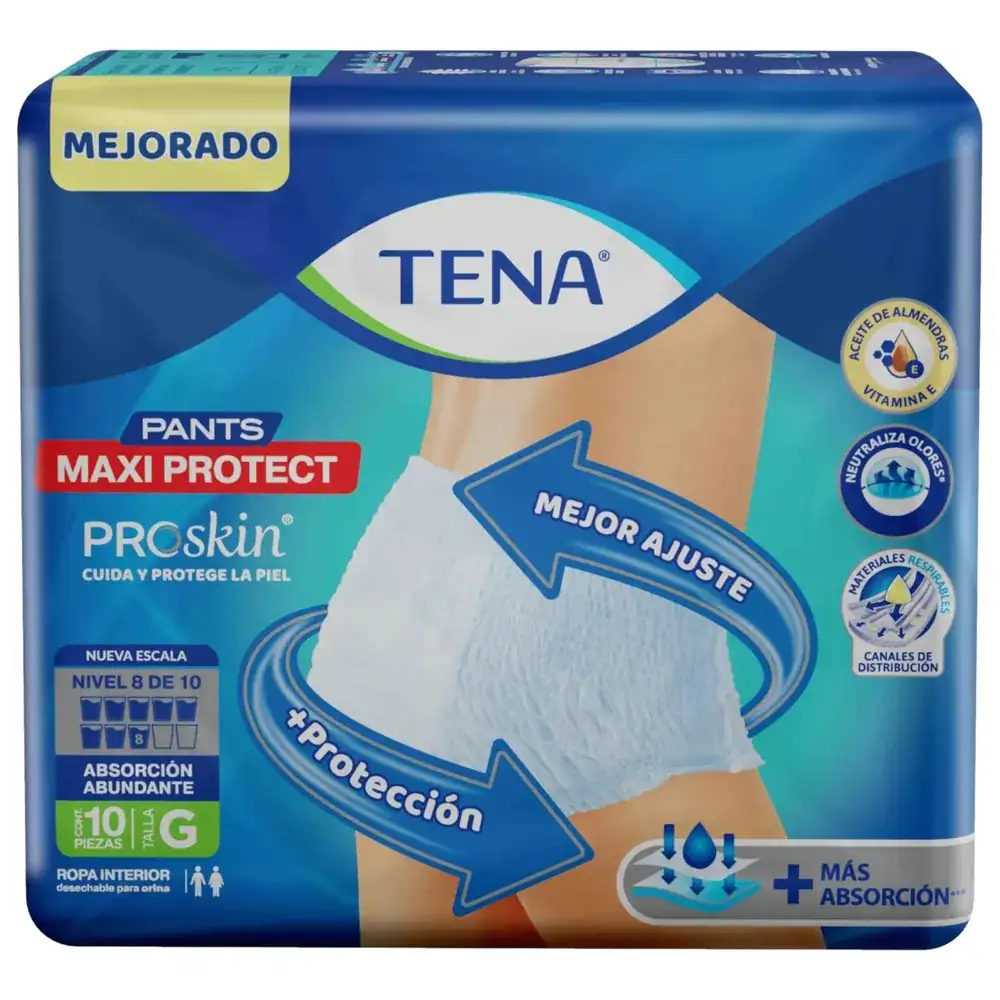 MEJORADO
TENA®
ACEITE DE ALMENDRAS
E
VITAMINA E
PANTS
MAXI PROTECT
PROskin®
CUIDA Y PROTEGE LA PIEL
MEJOR AJUSTE
NEUTRALIZA OLORES*
MATERIALES RESPIRABLES
CANALES DE
DISTRIBUCIÓN
NUEVA ESCALA
NIVEL 8 DE 10
8
ABSORCIÓN
ABUNDANTE
CONT. 10 PIEZAS
TALLA G
+Protección
ROPA INTERIOR
desechable para orina
+ MÁS
ABSORCIÓN